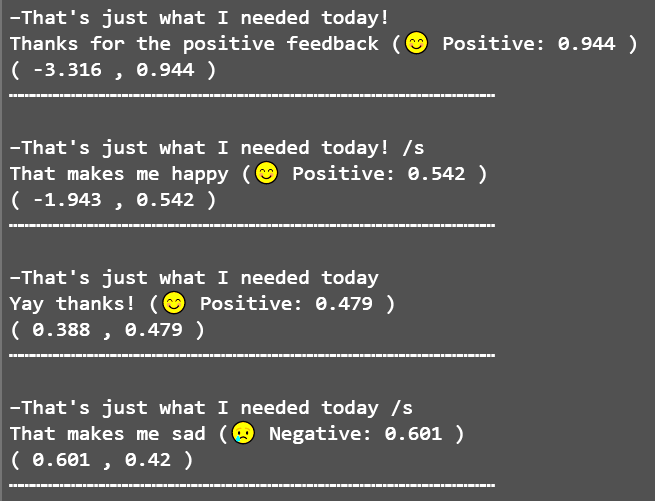 –That's just what I needed today!
Thanks for the positive feedback (😊 Positive: 0.944 )
( -3.316 , 0.944 )
–That's just what I needed today! /s
That makes me happy (😊 Positive: 0.542 )
( -1.943 , 0.542 )
–That's just what I needed today
Yay thanks! (😊 Positive: 0.479 )
( 0.388 , 0.479 )
–That's just what I needed today /s
That makes me sad (😢 Negative: 0.601 )
( 0.601 , 0.42 )